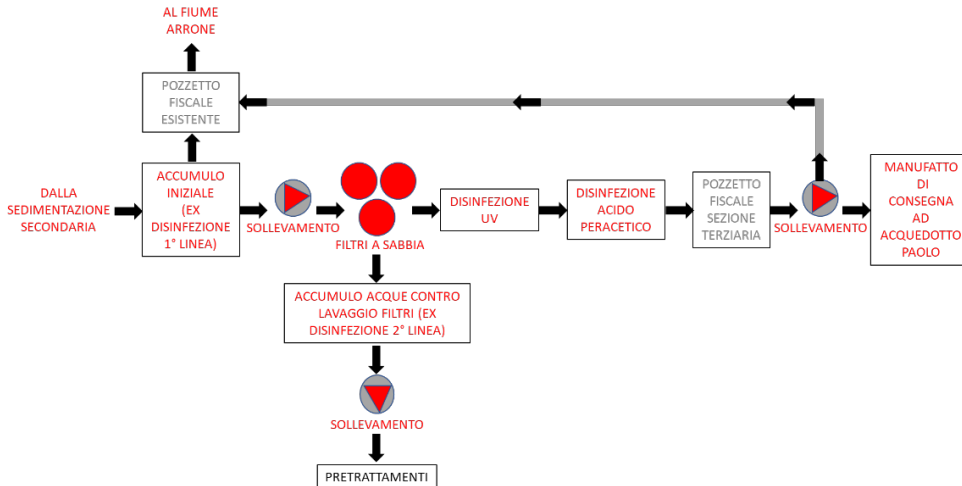 AL FIUME
ARRONE
POZZETTO
FISCALE
ESISTENTE
DALLA
SEDIMENTAZIONE
SECONDARIA
ACCUMULO
INIZIALE
(EX
DISINFEZIONE
1° LINEA)
SOLLEVAMENTO
FILTRI A SABBIA
DISINFEZIONE
UV
DISINFEZIONE
ACIDO
PERACETICO
POZZETTO
FISCALE
SEZIONE
TERZIARIA
SOLLEVAMENTO
MANUFATTO
DI
CONSEGNA
AD
ACQUEDOTTO
PAOLO
ACCUMULO ACQUE CONTRO
LAVAGGIO FILTRI (EX
DISINFEZIONE 2° LINEA)
SOLLEVAMENTO
PRETRATTAMENTI